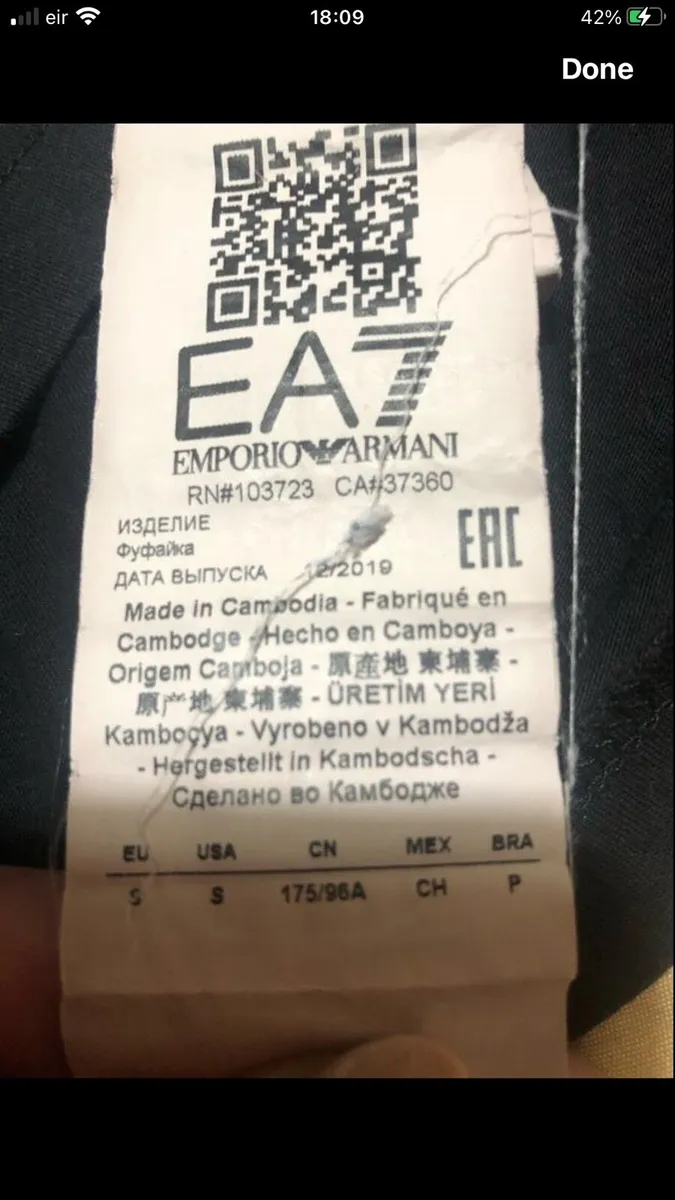 eir 18:09 42%
Done
EA7
EMPORIO ARMANI
RN#103723 CA#37360
ИЗДЕЛИЕ
Фуфайка
ДАТА ВЫПУСКА 12/2019
EAC
Made in Cambodia - Fabriqué en
Cambodge - Hecho en Camboya -
Origem Camboja - 原産地 柬埔寨 -
原产地 柬埔寨 - ÜRETİM YERİ
Kamboçya - Vyrobeno v Kambodža
- Hergestellt in Kambodscha -
Сделано во Камбодже
EU USA CN MEX BRA
S S 175/96A CH P